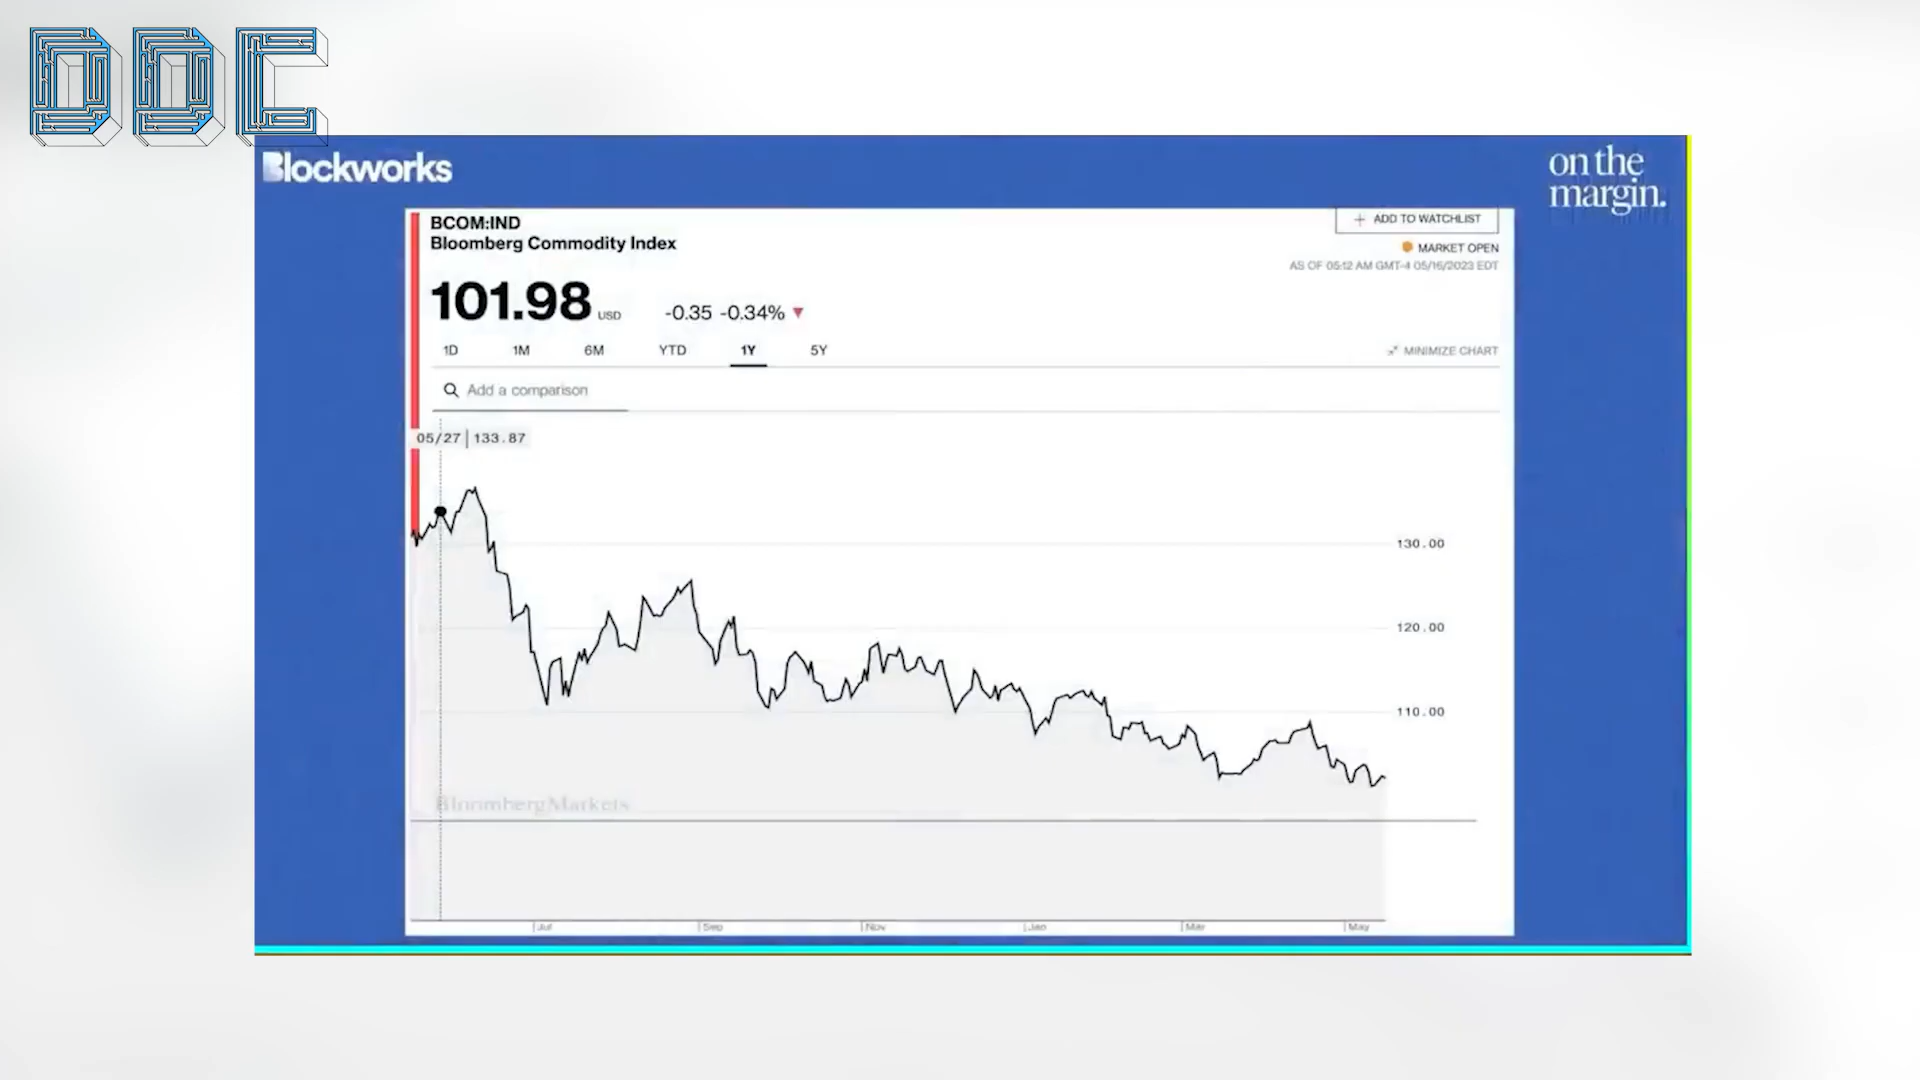 DDC
Blockworks
on the
margin.
BCOM:IND
Bloomberg Commodity Index
+ ADD TO WATCHLIST
MARKET OPEN
AS OF 05:12 AM GMT-4 05/16/2023 EDT
101.98 USD -0.35 -0.34%
1D 1M 6M YTD 1Y 5Y
MINIMIZE CHART
Add a comparison
05/27 | 133.87
130.00
120.00
110.00
BloombergMarkets
Jul Sep Nov Jan Mar May